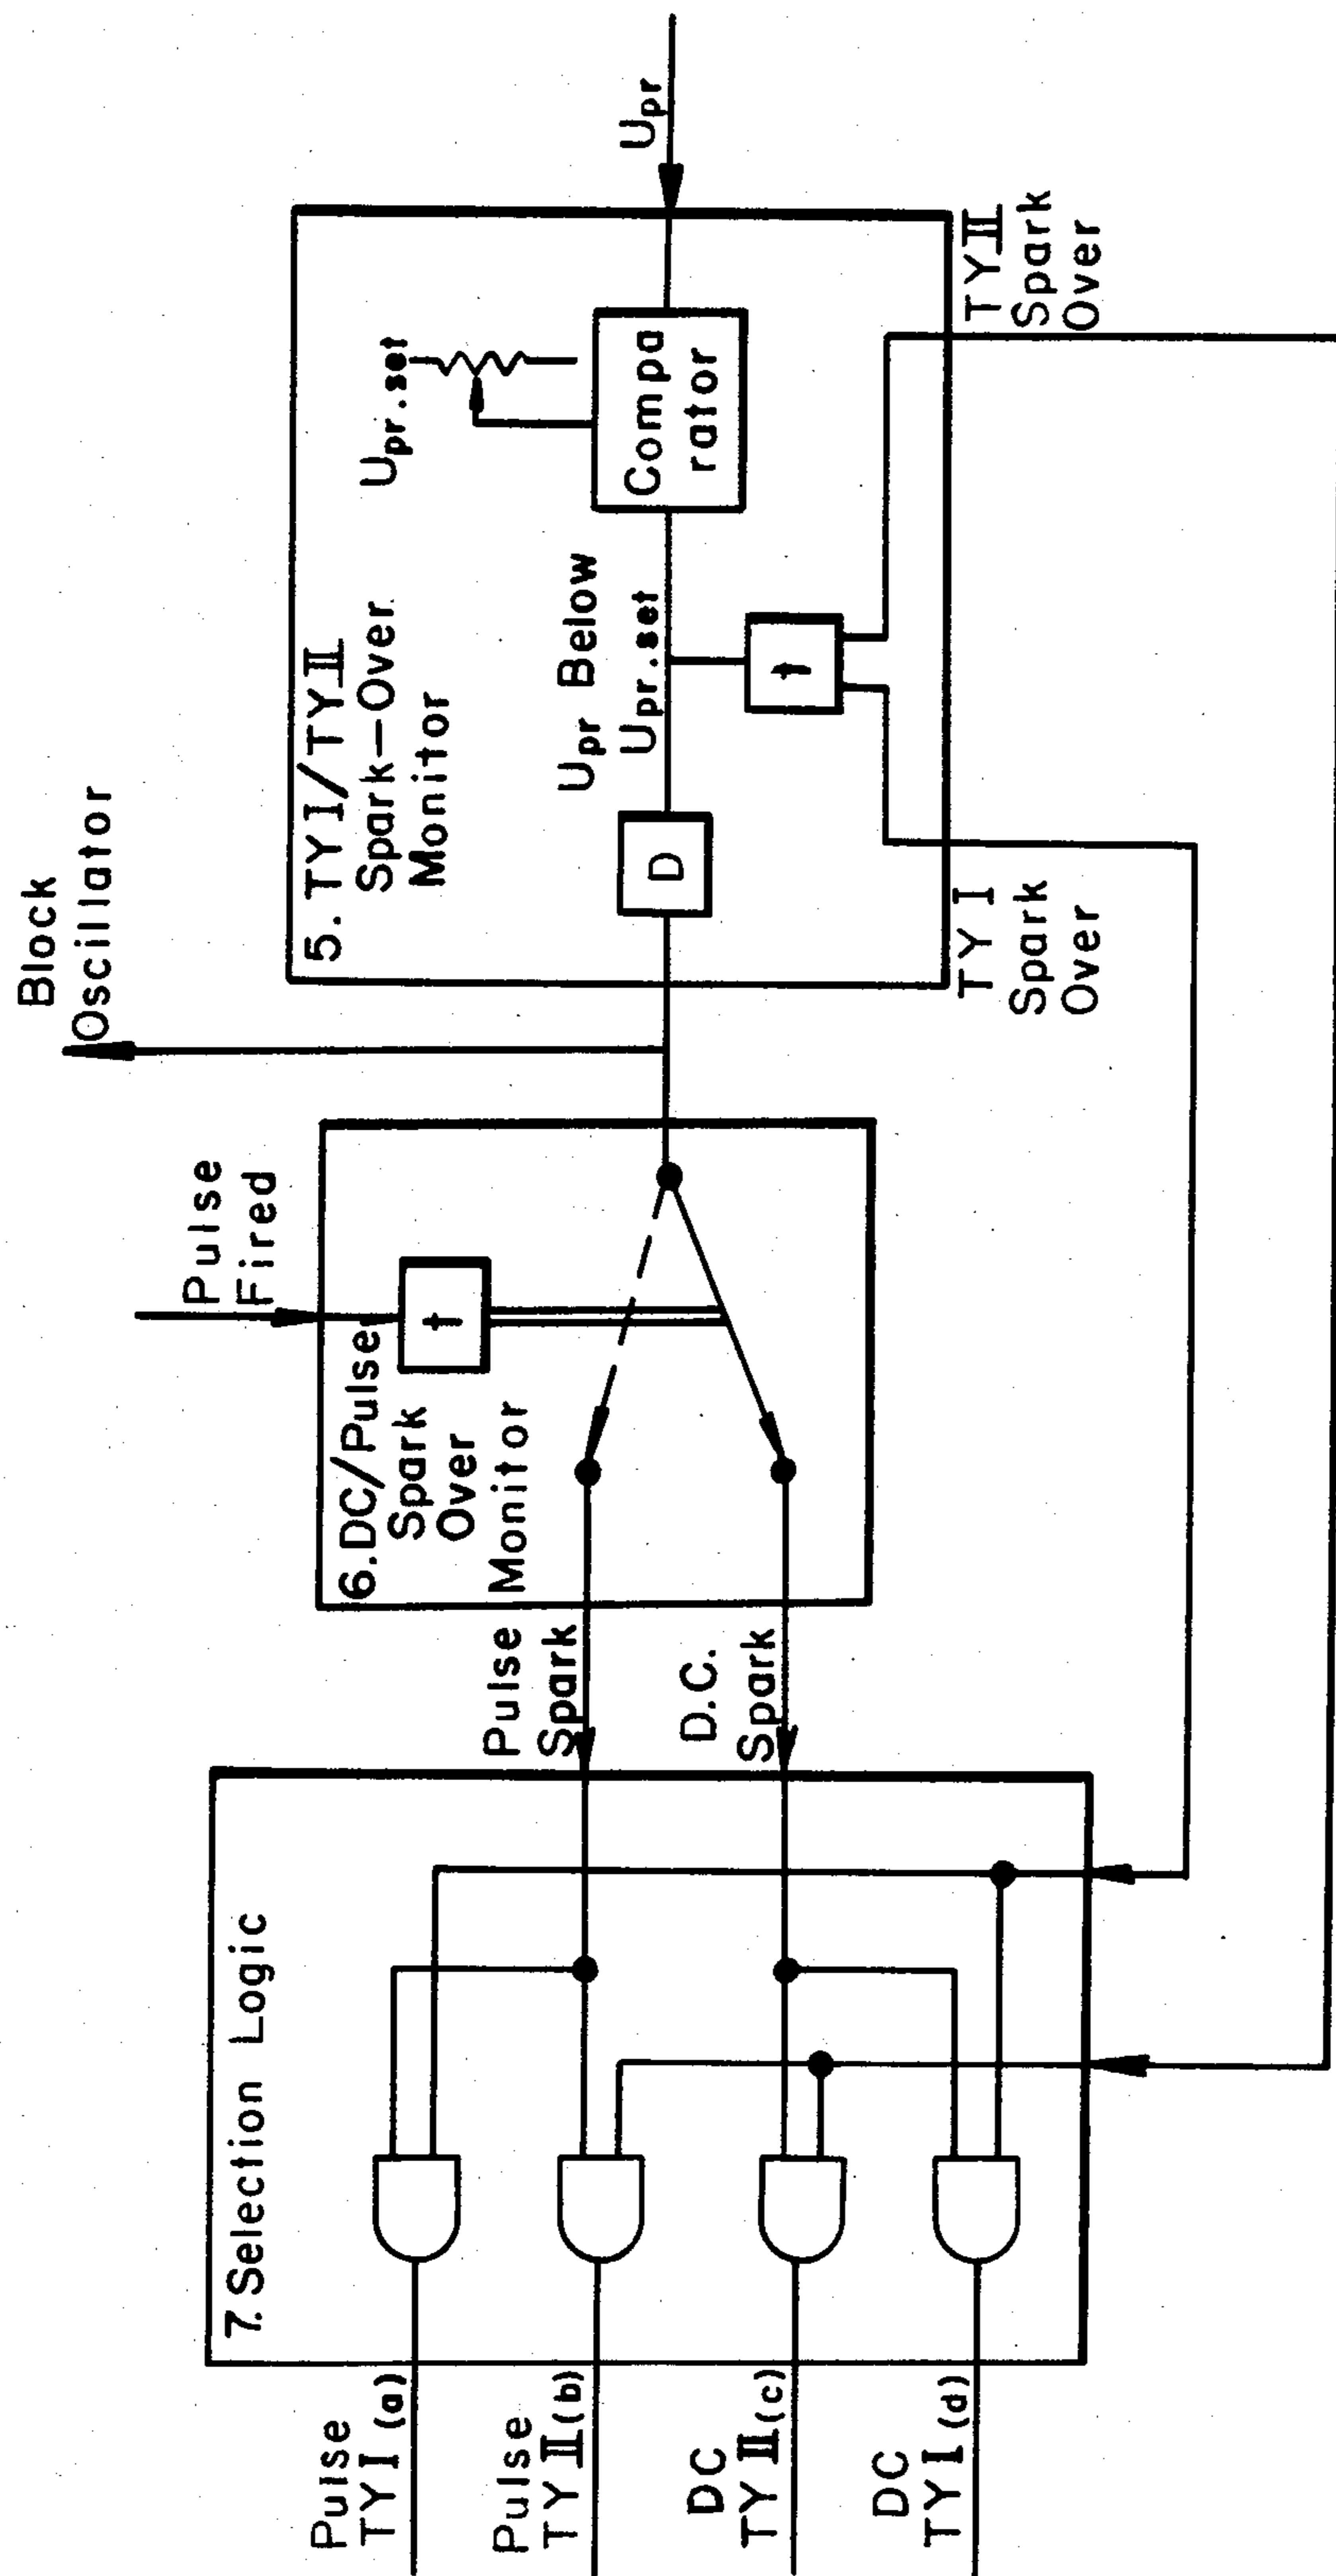 Block
Oscillator
Pulse
Fired
5. TY I/TY II
Spark-Over
Monitor
Upr.set
Upr
Upr Below
Upr.set
Compa
rator
D
t
TY I
Spark
Over
TY II
Spark
Over
6. DC/Pulse
Spark
Over
Monitor
t
Pulse
Spark
D.C.
Spark
7. Selection Logic
Pulse
TY I (a)
Pulse
TY II (b)
DC
TY II (c)
DC
TY I (d)